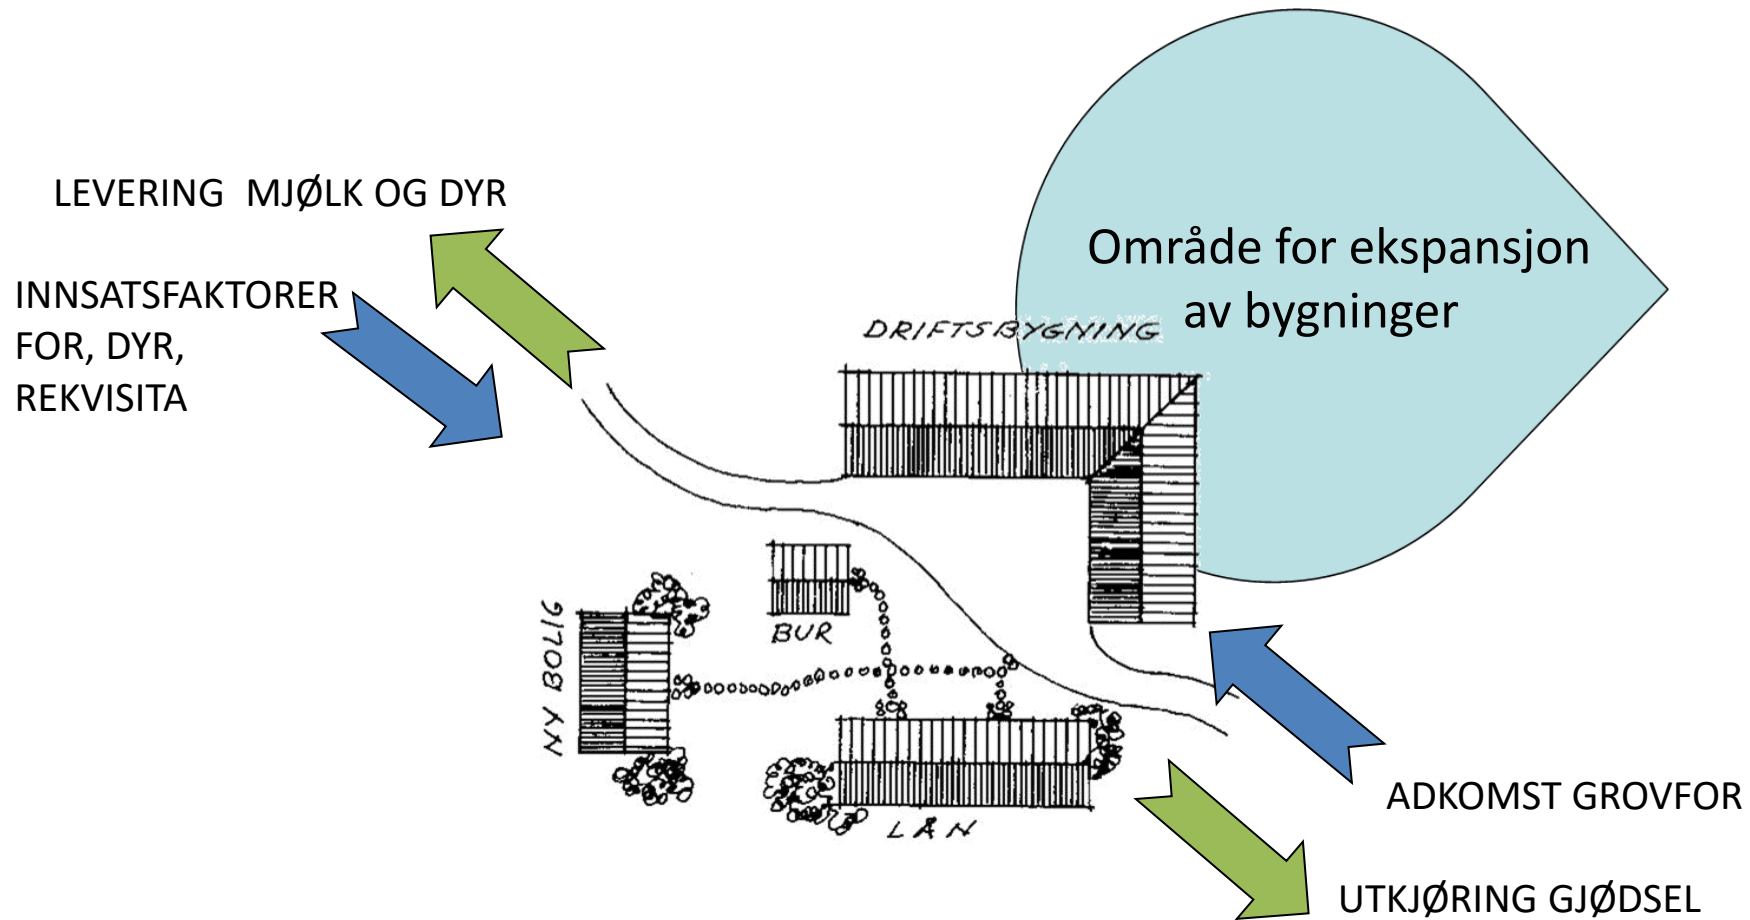 LEVERING MJØLK OG DYR
INNSATSFAKTORER
FOR, DYR,
REKVISITA
Område for ekspansjon
av bygninger
DRIFTSBYGNING
BUR
NY BOLIG
LÅN
ADKOMST GROVFOR
UTKJØRING GJØDSEL